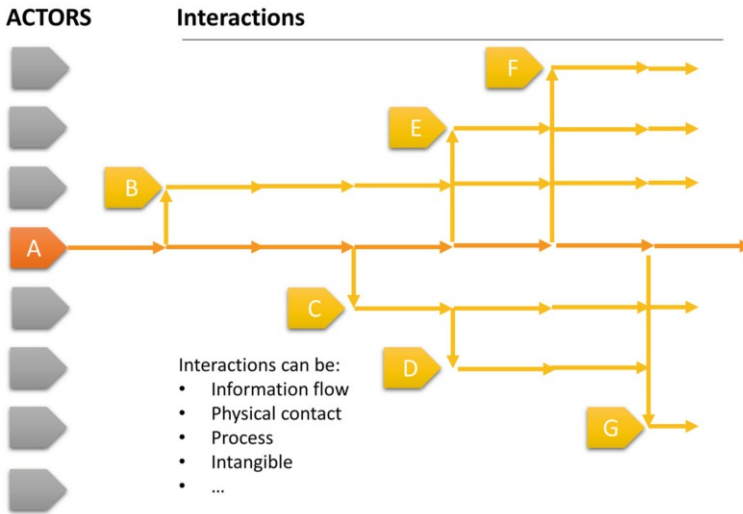 ACTORS Interactions
F
E
B
A
C
D
G
Interactions can be:
• Information flow
• Physical contact
• Process
• Intangible
• ...